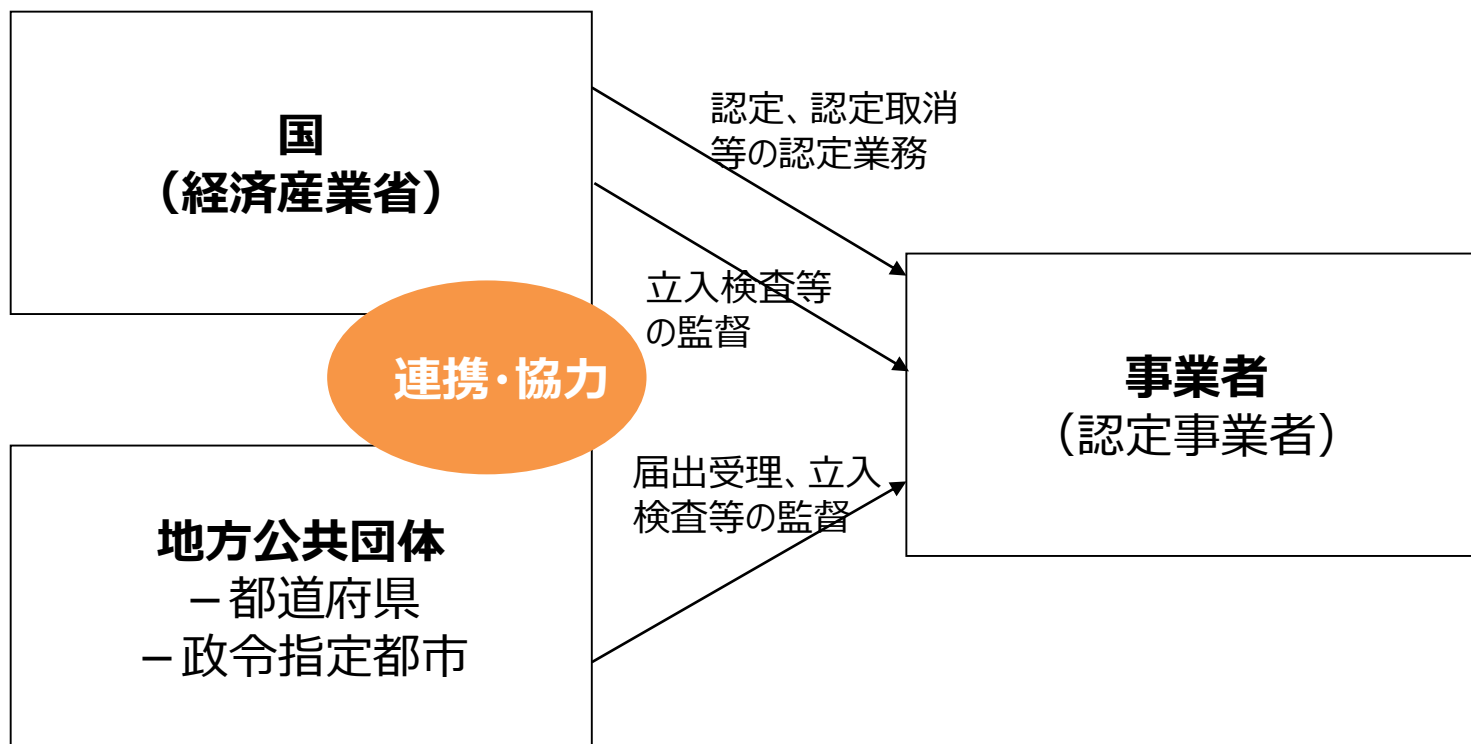 国
（経済産業省）
認定、認定取消
等の認定業務
立入検査等
の監督
連携・協力
事業者
（認定事業者）
届出受理、立入
検査等の監督
地方公共団体
－都道府県
－政令指定都市